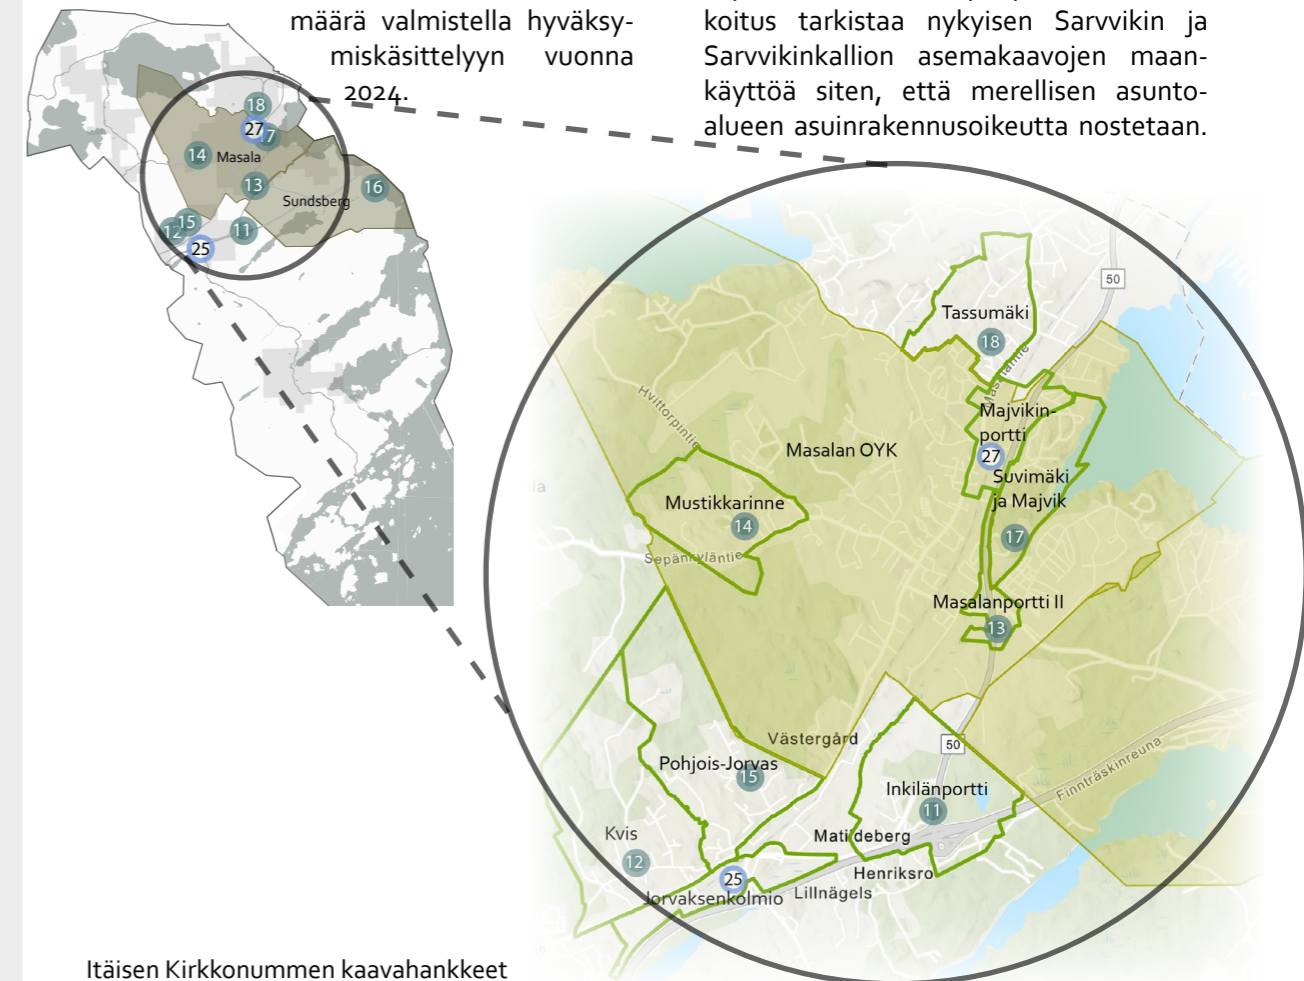 määrä valmistella hyväksy-
miskäsittelyyn vuonna
2024.
koitus tarkistaa nykyisen Sarvvikin ja
Sarvvikinkallion asemakaavojen maan-
käyttöä siten, että merellisen asunto-
alueen asuinrakennusoikeutta nostetaan.
18
27
7
14
Masala
13
16
Sundsberg
15
12
11
25
50
Tassumäki
18
Majvikin-
portti
27
Hvittorpintie
Masalan OYK
Suvimäki
ja Majvik
17
Mustikkarinne
14
Sepänkyläntie
Masalanportti II
13
Västergård
50
Pohjois-Jorvas
15
Inkilänportti
11
Finnträskinreuna
Kvis
12
Matildeberg
Henriksro
25
Jorvaksenkolmio
Lillnägels
Itäisen Kirkkonummen kaavahankkeet